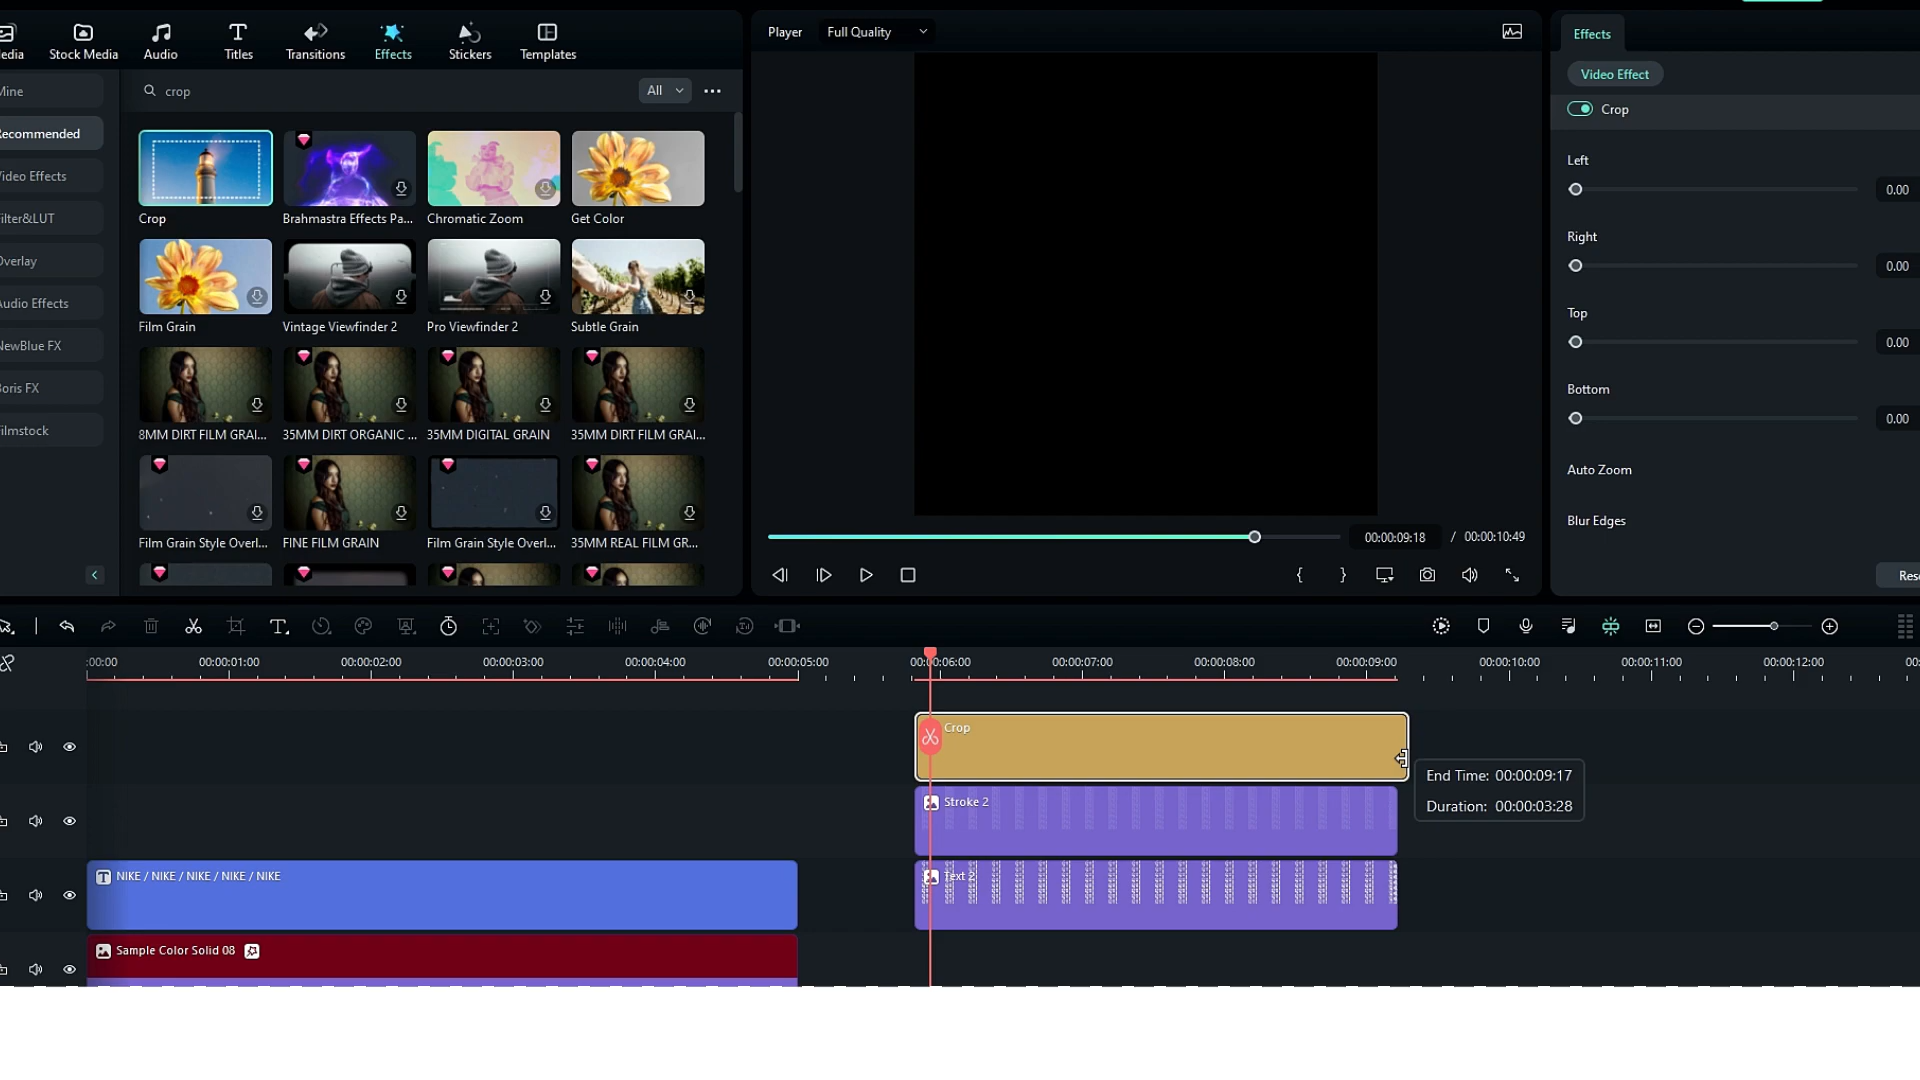 edia
Stock Media
Audio
Titles
Transitions
Effects
Stickers
Templates
Mine
Recommended
Video Effects
Filter&LUT
Overlay
Audio Effects
NewBlue FX
Boris FX
Filmstock
crop
All
Crop
Brahmastra Effects Pa...
Chromatic Zoom
Get Color
Film Grain
Vintage Viewfinder 2
Pro Viewfinder 2
Subtle Grain
8MM DIRT FILM GRAI...
35MM DIRT ORGANIC ...
35MM DIGITAL GRAIN
35MM DIRT FILM GRAI...
Film Grain Style Overl...
FINE FILM GRAIN
Film Grain Style Overl...
35MM REAL FILM GR...
Player
Full Quality
00:00:09:18 / 00:00:10:49
Effects
Video Effect
Crop
Left
0.00
Right
0.00
Top
0.00
Bottom
0.00
Auto Zoom
Blur Edges
Rese
:00:00
00:00:01:00
00:00:02:00
00:00:03:00
00:00:04:00
00:00:05:00
00:00:06:00
00:00:07:00
00:00:08:00
00:00:09:00
00:00:10:00
00:00:11:00
00:00:12:00
00:
Crop
End Time: 00:00:09:17
Duration: 00:00:03:28
Stroke 2
NIKE / NIKE / NIKE / NIKE / NIKE
Text 2
Sample Color Solid 08